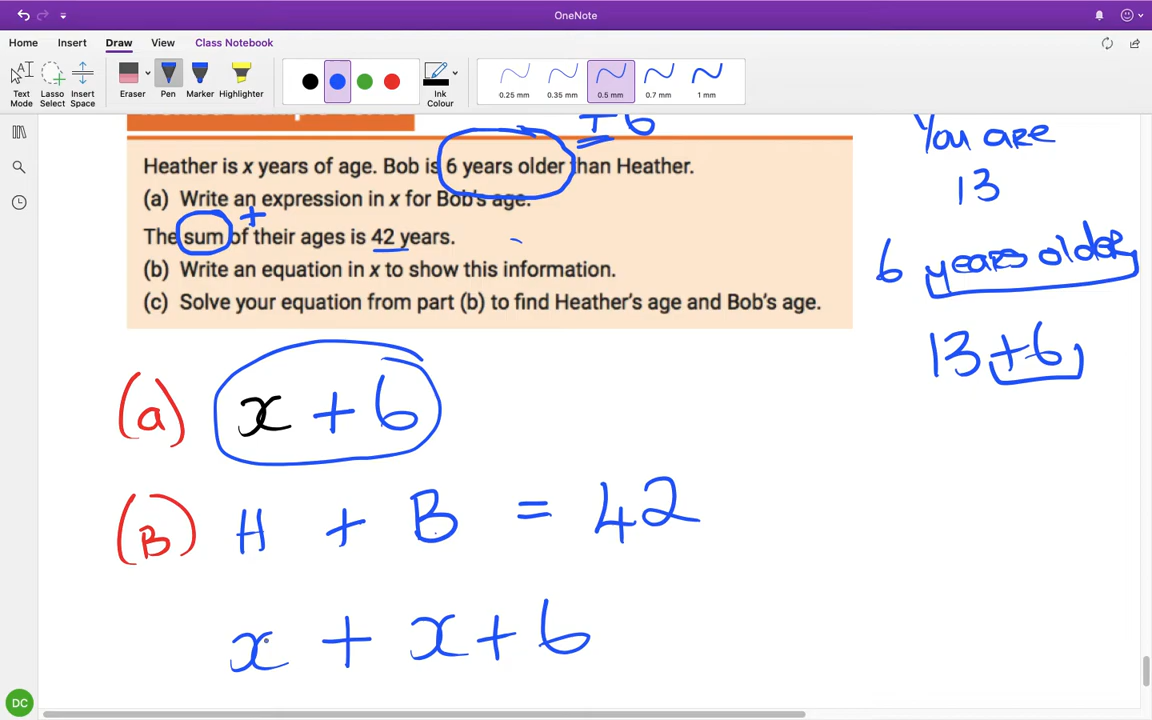 OneNote
Home Insert Draw View Class Notebook
Text Mode
Lasso Select
Insert Space
Eraser
Pen
Marker
Highlighter
Ink Colour
0.25 mm
0.35 mm
0.5 mm
0.7 mm
1 mm
+6
Heather is x years of age. Bob is 6 years older than Heather.
(a) Write an expression in x for Bob's age.
+
The sum of their ages is 42 years.
(b) Write an equation in x to show this information.
(c) Solve your equation from part (b) to find Heather's age and Bob's age.
You are
13
6 years older
13 +6
(a) x + 6
(B) H + B = 42
x + x + 6
DC